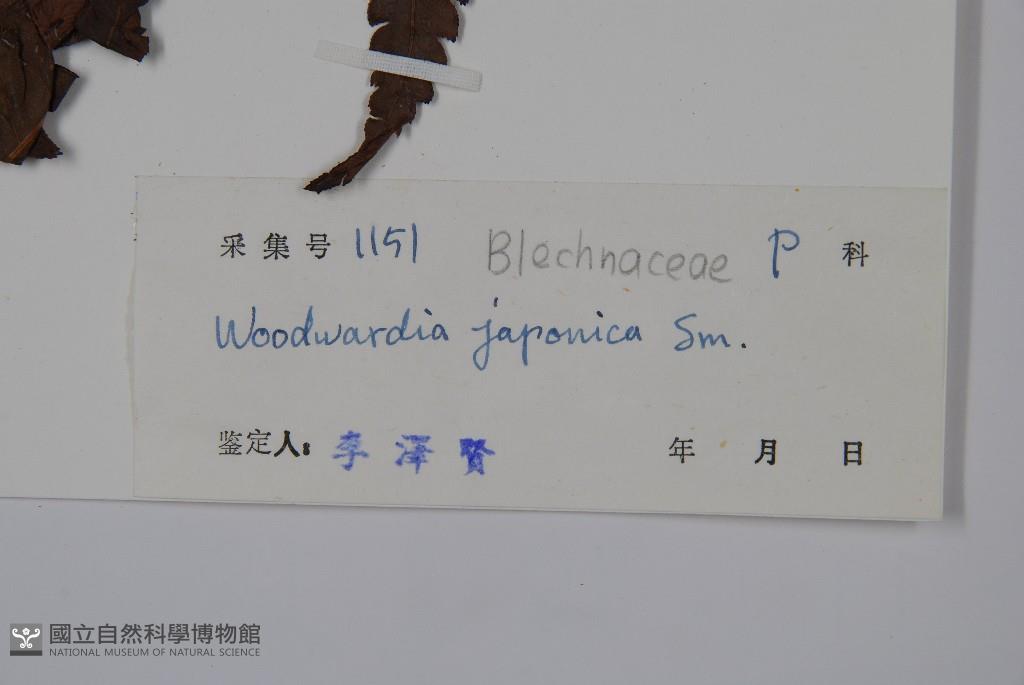 采集号 1151 Blechnaceae P 科
Woodwardia japonica Sm.
鉴定人: 李澤賢 年 月 日
國立自然科學博物館
NATIONAL MUSEUM OF NATURAL SCIENCE